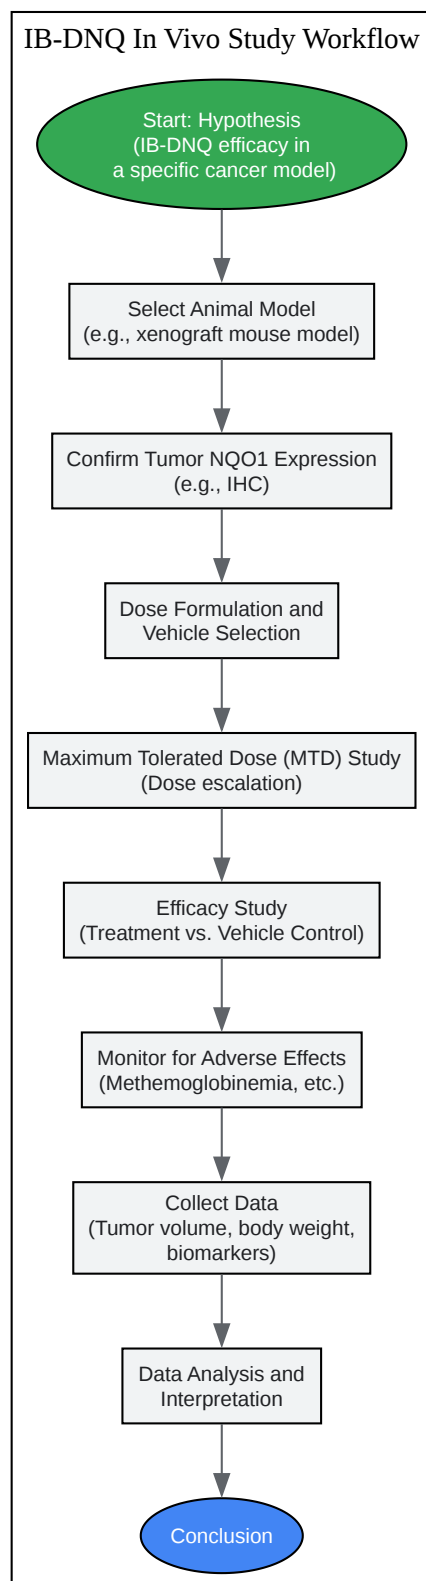 IB-DNQ In Vivo Study Workflow
Start: Hypothesis
(IB-DNQ efficacy in
a specific cancer model)
Select Animal Model
(e.g., xenograft mouse model)
Confirm Tumor NQO1 Expression
(e.g., IHC)
Dose Formulation and
Vehicle Selection
Maximum Tolerated Dose (MTD) Study
(Dose escalation)
Efficacy Study
(Treatment vs. Vehicle Control)
Monitor for Adverse Effects
(Methemoglobinemia, etc.)
Collect Data
(Tumor volume, body weight,
biomarkers)
Data Analysis and
Interpretation
Conclusion